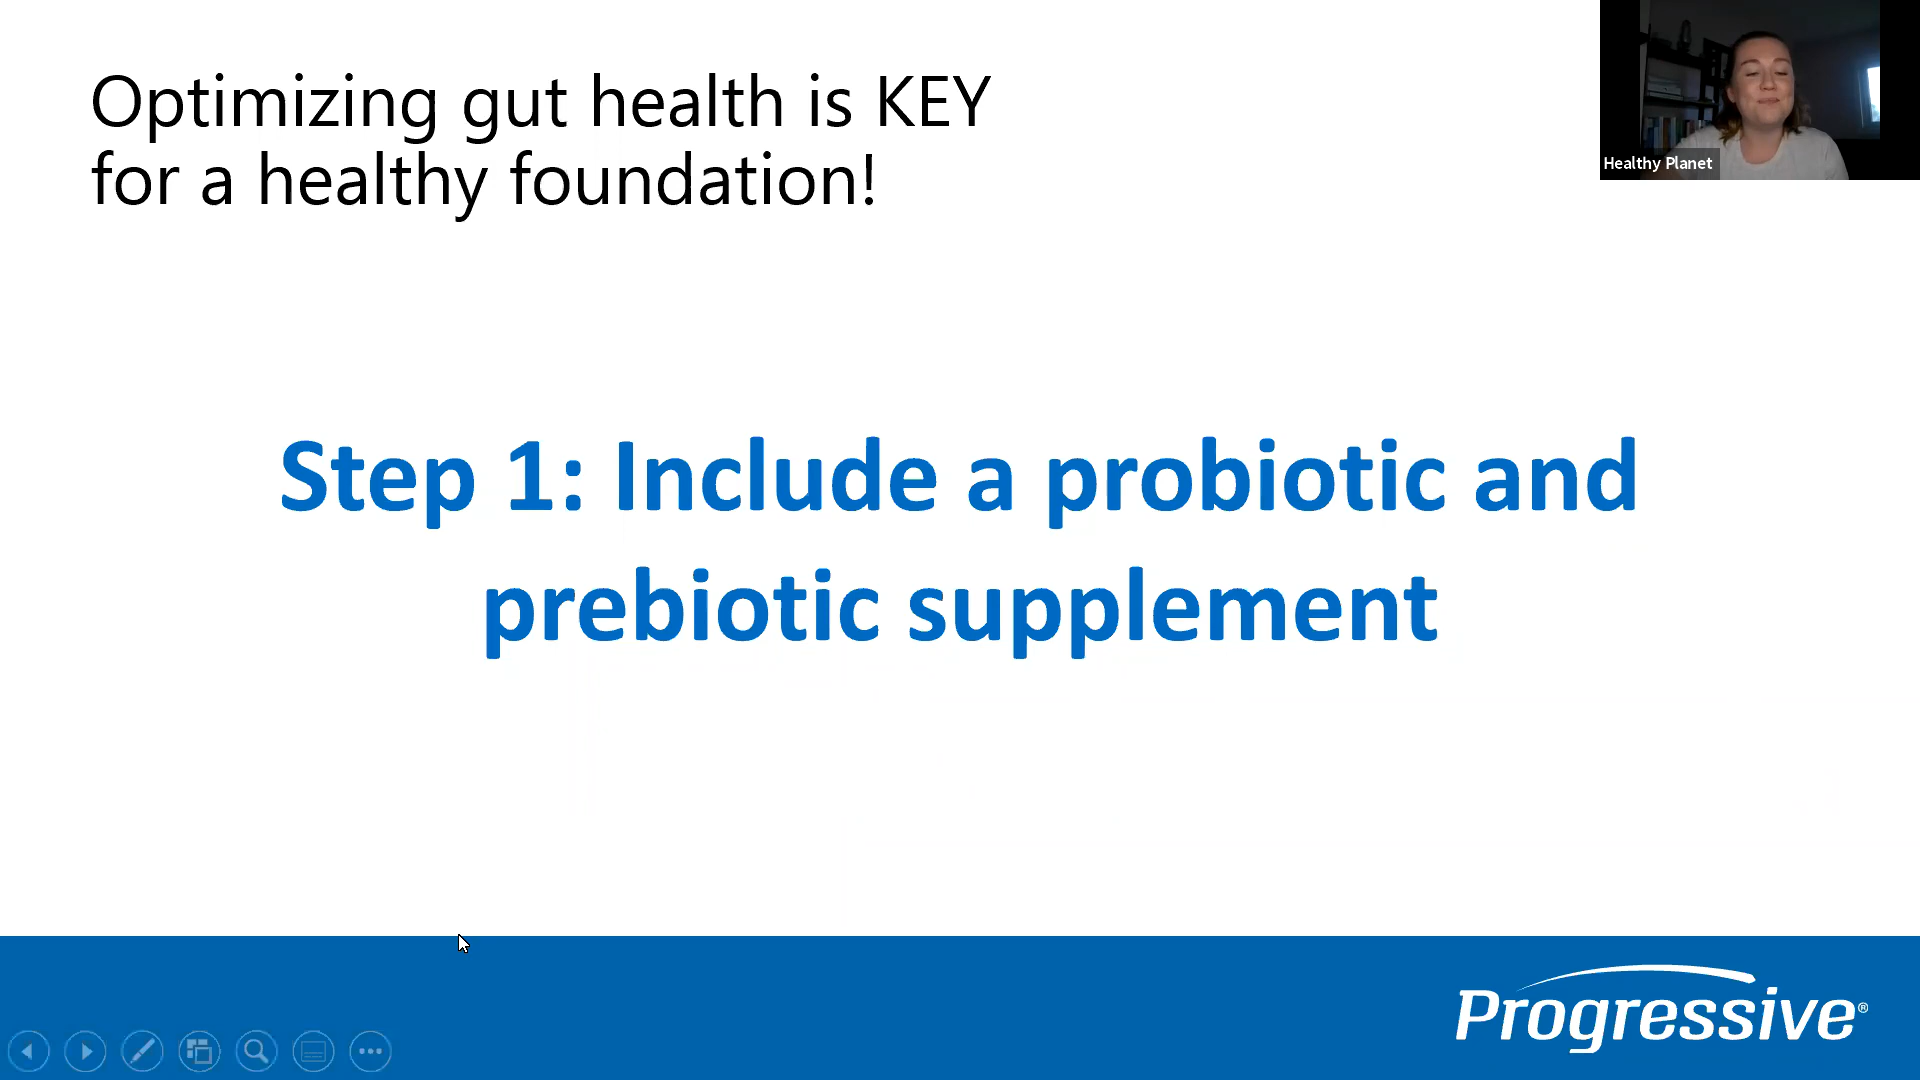 Optimizing gut health is KEY
for a healthy foundation!
Healthy Planet
Step 1: Include a probiotic and
prebiotic supplement
Progressive®